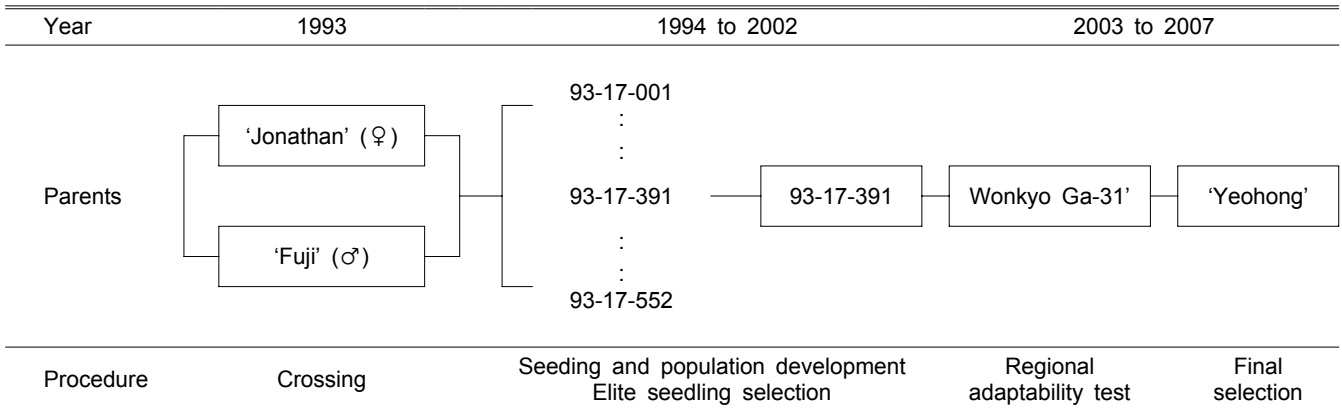 Year 1993 1994 to 2002 2003 to 2007
93-17-001
:
:
‘Jonathan’ (♀)
Parents 93-17-391 93-17-391 Wonkyo Ga-31’ ‘Yeohong’
‘Fuji’ (♂)
:
:
93-17-552
Procedure Crossing Seeding and population development Elite seedling selection Regional adaptability test Final selection